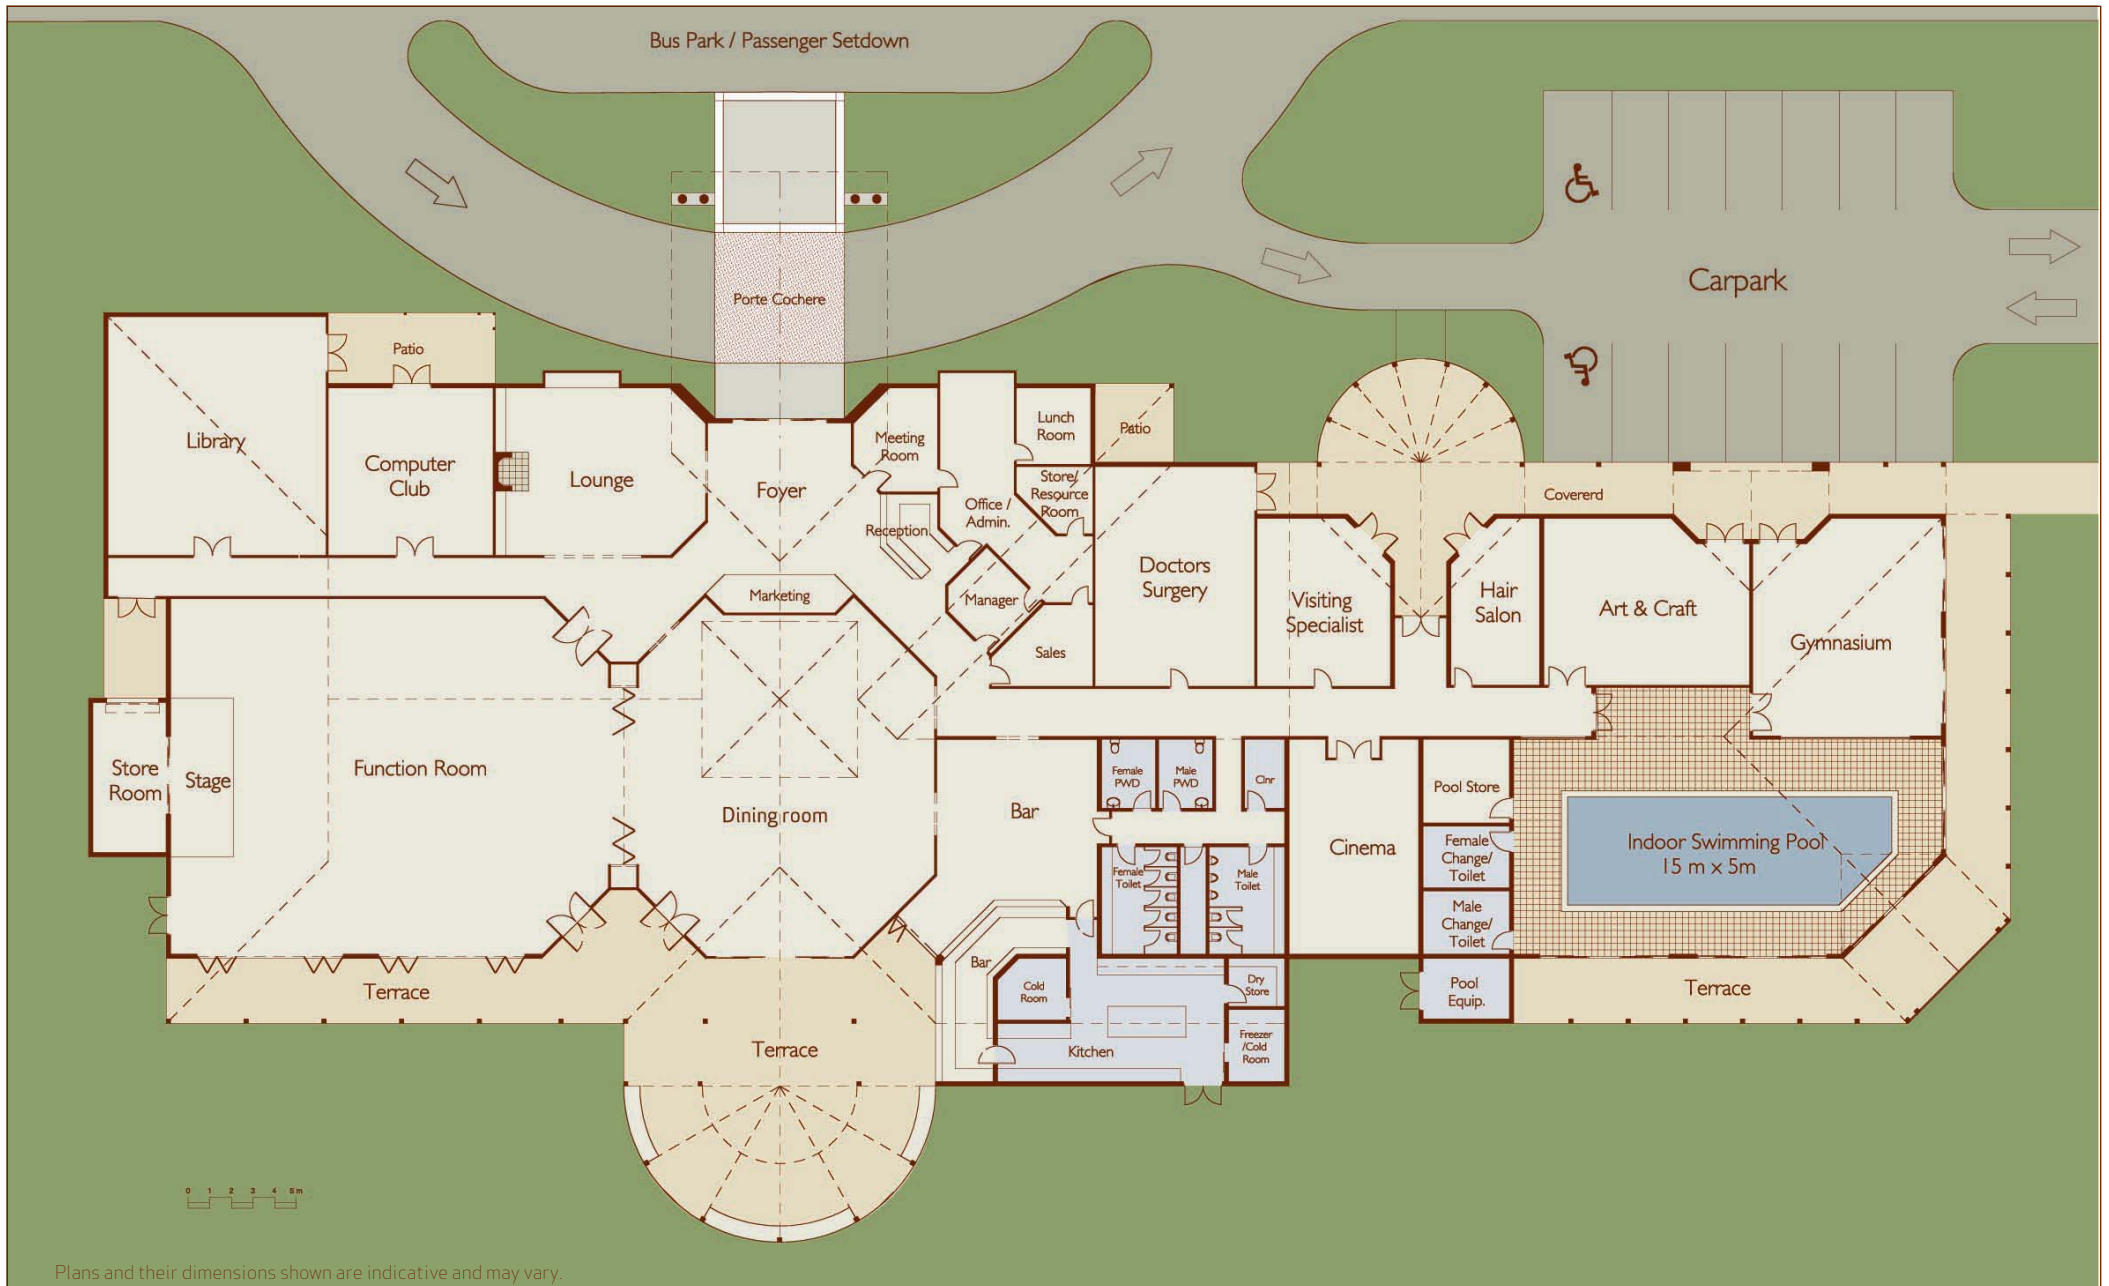 Bus Park / Passenger Setdown
Porte Cochere
Carpark
Patio
Library
Computer
Club
Lounge
Foyer
Meeting
Room
Lunch
Room
Patio
Store/
Resource
Room
Office /
Admin.
Reception
Covererd
Marketing
Manager
Sales
Doctors
Surgery
Visiting
Specialist
Hair
Salon
Art & Craft
Gymnasium
Store
Room
Stage
Function Room
Dining room
Bar
Female
PWD
Male
PWD
Clnr
Cinema
Pool Store
Female
Change/
Toilet
Male
Change/
Toilet
Indoor Swimming Pool
15 m x 5m
Female
Toilet
Male
Toilet
Bar
Cold
Room
Dry
Store
Pool
Equip.
Terrace
Terrace
Terrace
Kitchen
Freezer
/Cold
Room
0 1 2 3 4 5m
Plans and their dimensions shown are indicative and may vary.